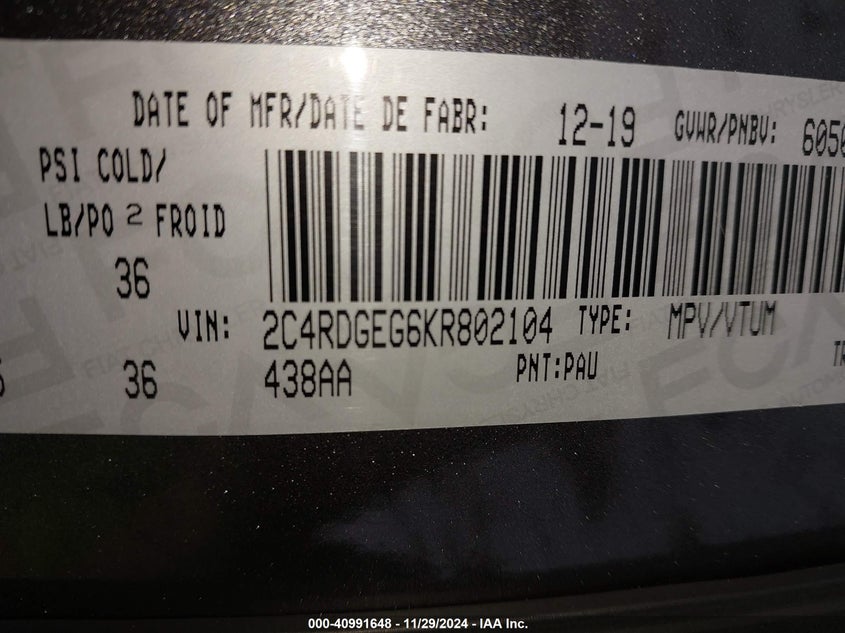 DATE OF MFR/DATE DE FABR: 12-19 GVWR/PNBV: 6050
PSI COLD/
LB/PO 2 FROID
36
VIN: 2C4RDGEG6KR802104 TYPE: MPV/VTUM
36 438AA PNT:PAU
000-40991648 - 11/29/2024 - IAA Inc.